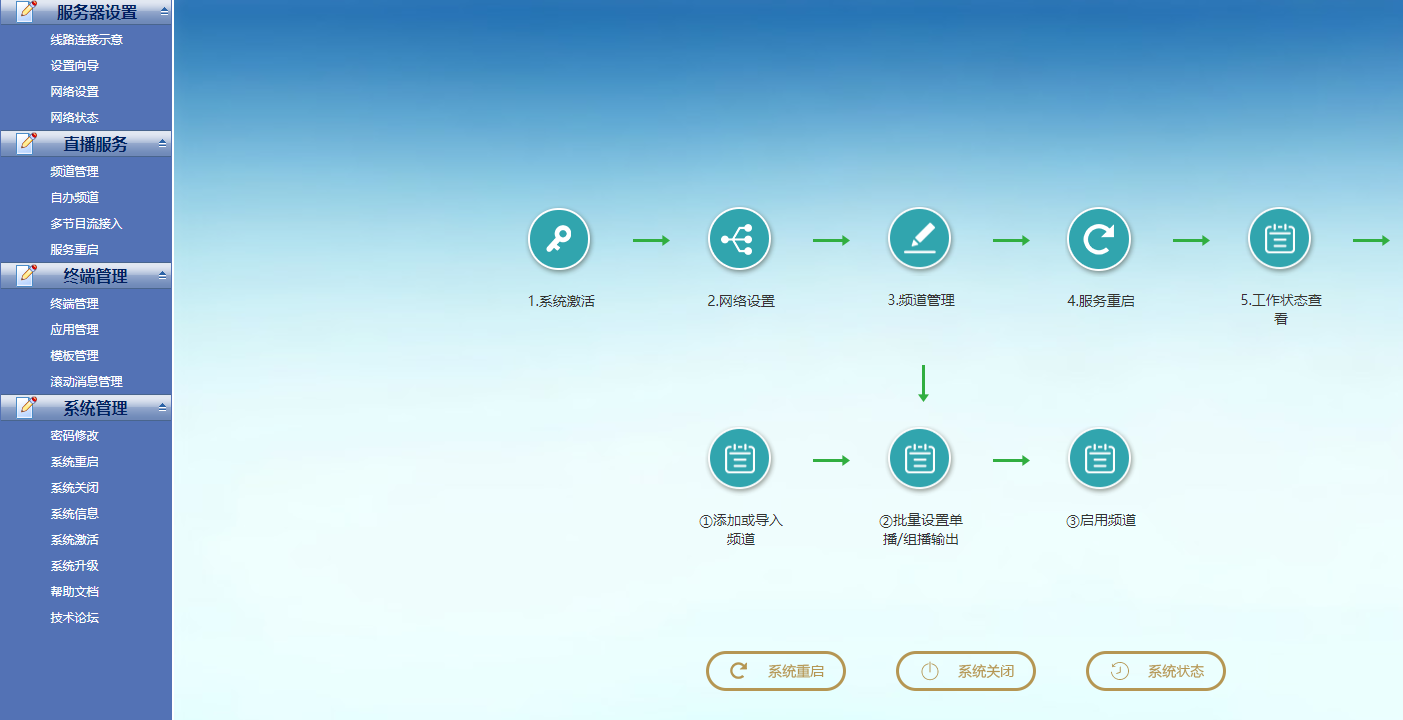 服务器设置
线路连接示意
设置向导
网络设置
网络状态
直播服务
频道管理
自办频道
多节目流接入
服务重启
终端管理
终端管理
应用管理
模板管理
滚动消息管理
系统管理
密码修改
系统重启
系统关闭
系统信息
系统激活
系统升级
帮助文档
技术论坛
1.系统激活
2.网络设置
3.频道管理
4.服务重启
5.工作状态查
看
①添加或导入
频道
②批量设置单
播/组播输出
③启用频道
系统重启
系统关闭
系统状态